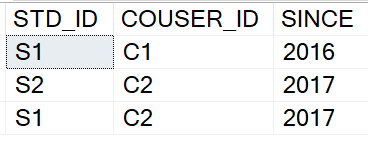 STD_ID COUSER_ID SINCE
S1 C1 2016
S2 C2 2017
S1 C2 2017